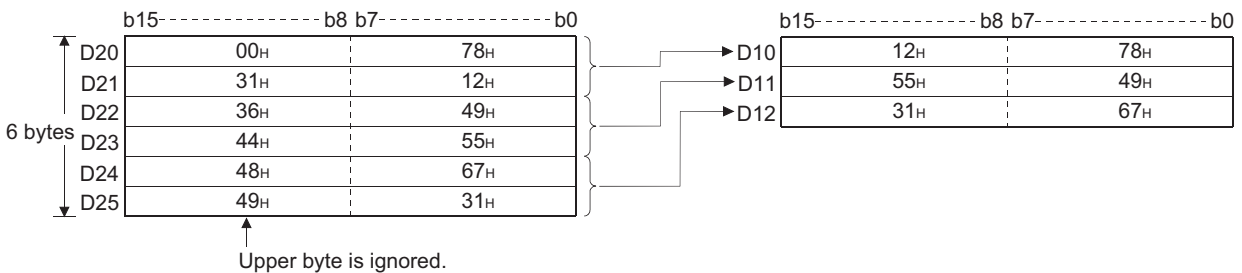 b15 b8 b7 b0 b15 b8 b7 b0
D20 00H 78H D10 12H 78H
D21 31H 12H D11 55H 49H
D22 36H 49H D12 31H 67H
6 bytes
D23 44H 55H
D24 48H 67H
D25 49H 31H
Upper byte is ignored.